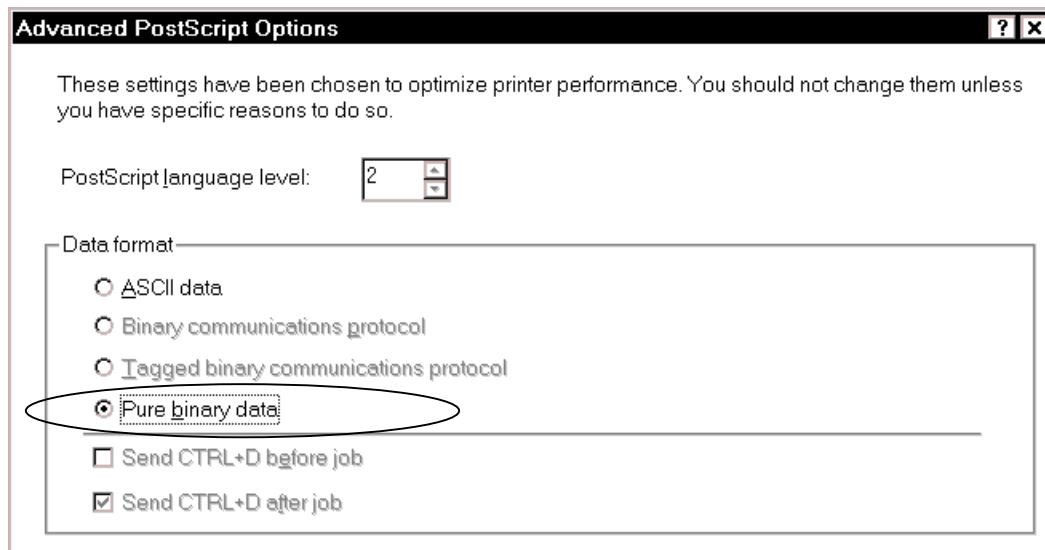 Advanced PostScript Options
These settings have been chosen to optimize printer performance. You should not change them unless
you have specific reasons to do so.
PostScript language level: 2
Data format
ASCII data
Binary communications protocol
Tagged binary communications protocol
Pure binary data
Send CTRL+D before job
Send CTRL+D after job